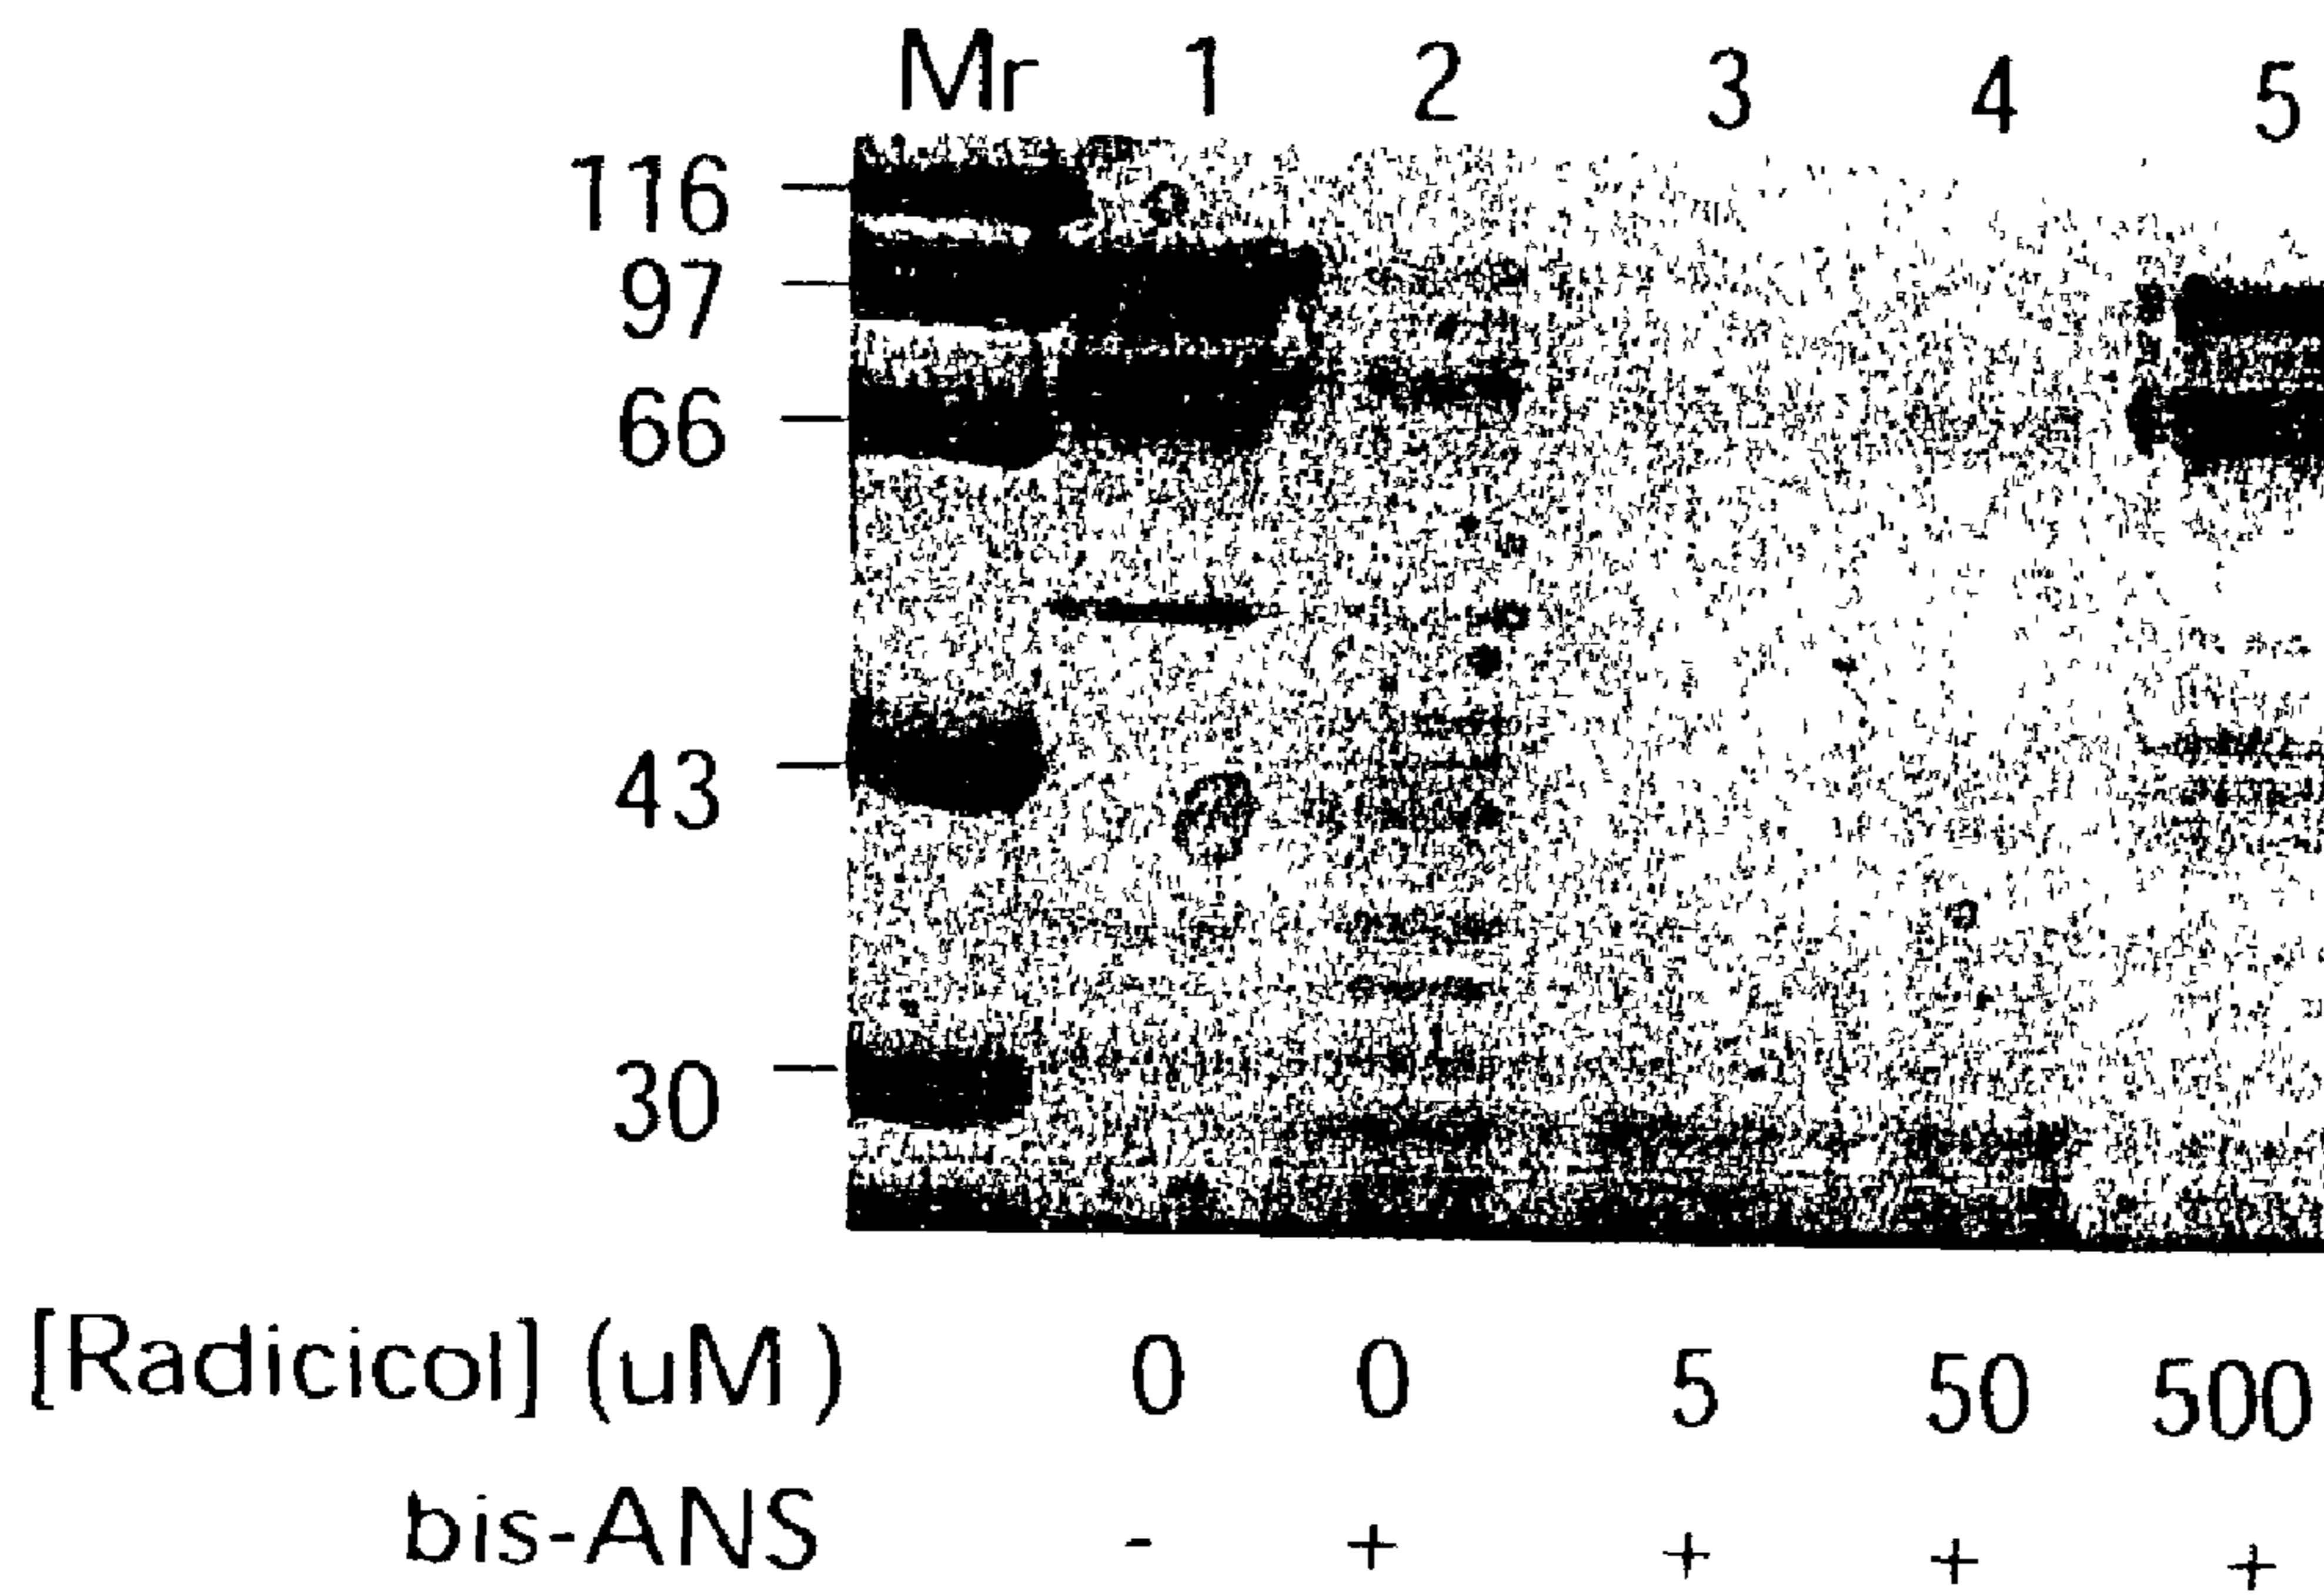 Mr 1 2 3 4 5
116
97
66
43
30
[Radicicol] (uM) 0 0 5 50 500
bis-ANS - + + + +